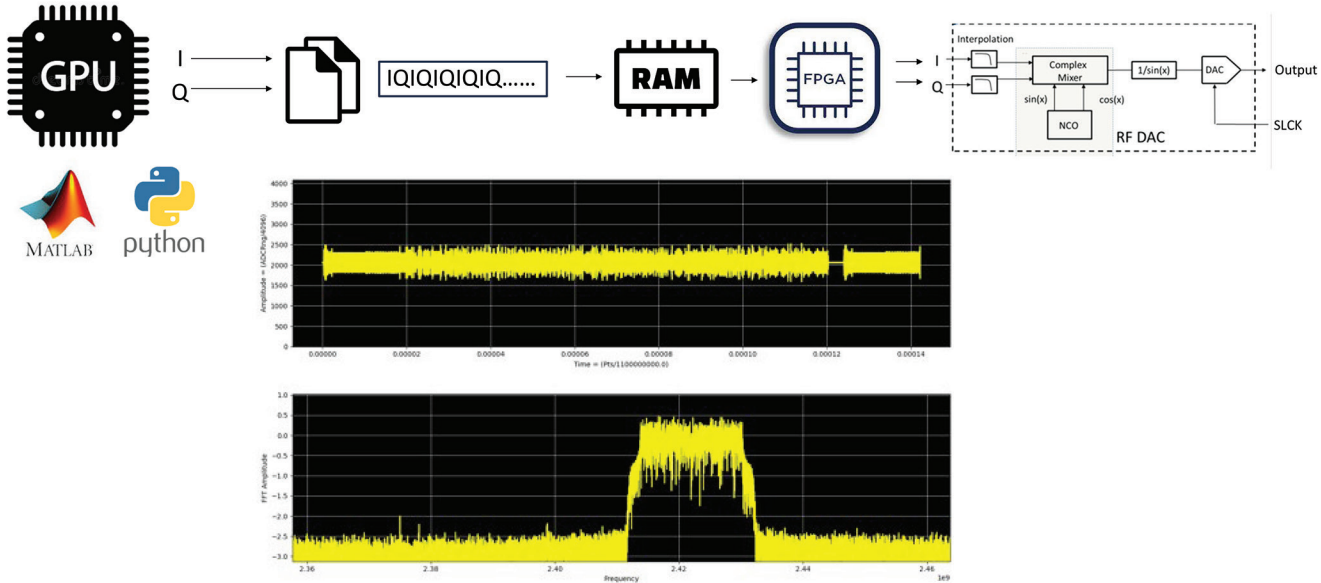 GPU
I
Q
IQIQIQIQIQ......
RAM
FPGA
I
Q
Interpolation
Complex
Mixer
sin(x)
cos(x)
NCO
1/sin(x)
DAC
Output
SLCK
RF DAC
MATLAB
python
Amplitude = (ADCRng/4096)
4000
3500
3000
2500
2000
1500
1000
500
0
0.00000
0.00002
0.00004
0.00006
0.00008
0.00010
0.00012
0.00014
Time = (Pts/1100000000.0)
FFT Amplitude
1.0
0.5
0.0
−0.5
−1.0
−1.5
−2.0
−2.5
−3.0
2.36
2.38
2.40
2.42
2.44
2.46
1e9
Frequency